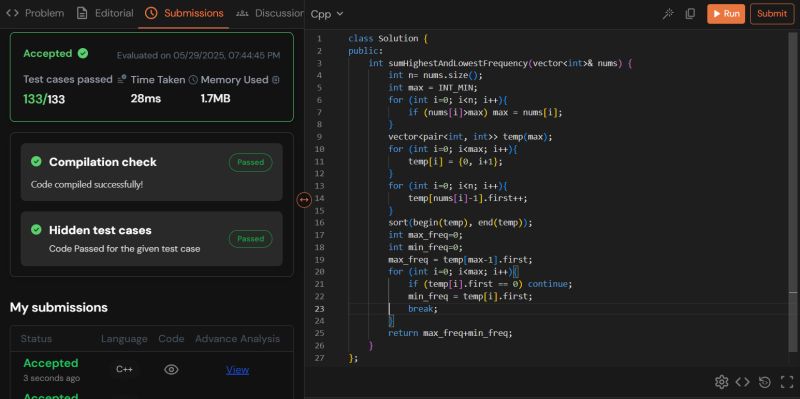 Problem Editorial Submissions Discussion
Accepted
Evaluated on 05/29/2025, 07:44:45 PM
Test cases passed Time Taken Memory Used
133/133 28ms 1.7MB
Compilation check Passed
Code compiled successfully!
Hidden test cases
Code Passed for the given test case Passed
My submissions
Status Language Code Advance Analysis
Accepted
3 seconds ago
C++ View
Accepted
Cpp Run Submit
1 class Solution {
2 public:
3 int sumHighestAndLowestFrequency(vector<int>& nums) {
4 int n= nums.size();
5 int max = INT_MIN;
6 for (int i=0; i<n; i++){
7 if (nums[i]>max) max = nums[i];
8 }
9 vector<pair<int, int>> temp(max);
10 for (int i=0; i<max; i++){
11 temp[i] = {0, i+1};
12 }
13 for (int i=0; i<n; i++){
14 temp[nums[i]-1].first++;
15 }
16 sort(begin(temp), end(temp));
17 int max_freq=0;
18 int min_freq=0;
19 max_freq = temp[max-1].first;
20 for (int i=0; i<max; i++){
21 if (temp[i].first == 0) continue;
22 min_freq = temp[i].first;
23 break;
24 }
25 return max_freq+min_freq;
26 }
27 };